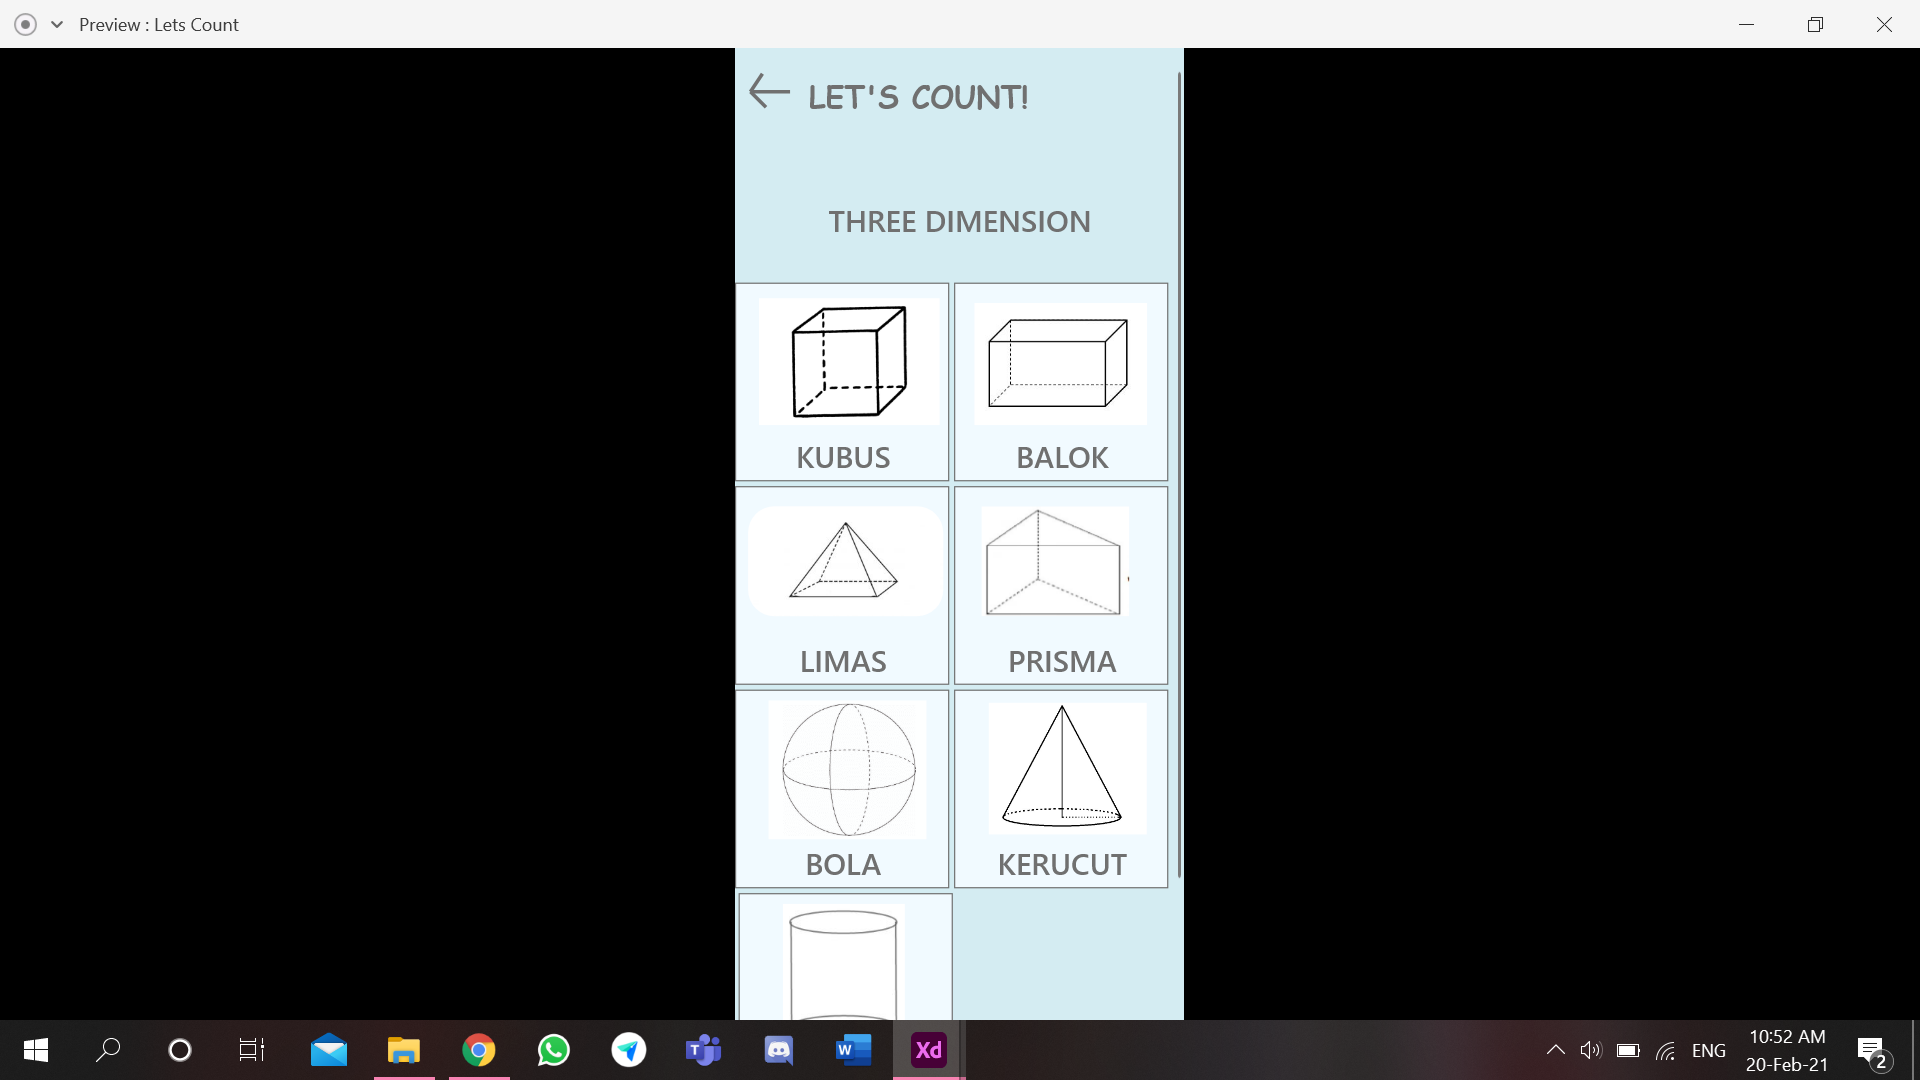 Preview : Lets Count
LET'S COUNT!
THREE DIMENSION
KUBUS
BALOK
LIMAS
PRISMA
BOLA
KERUCUT
T
W
Xd
ENG
10:52 AM
20-Feb-21
2